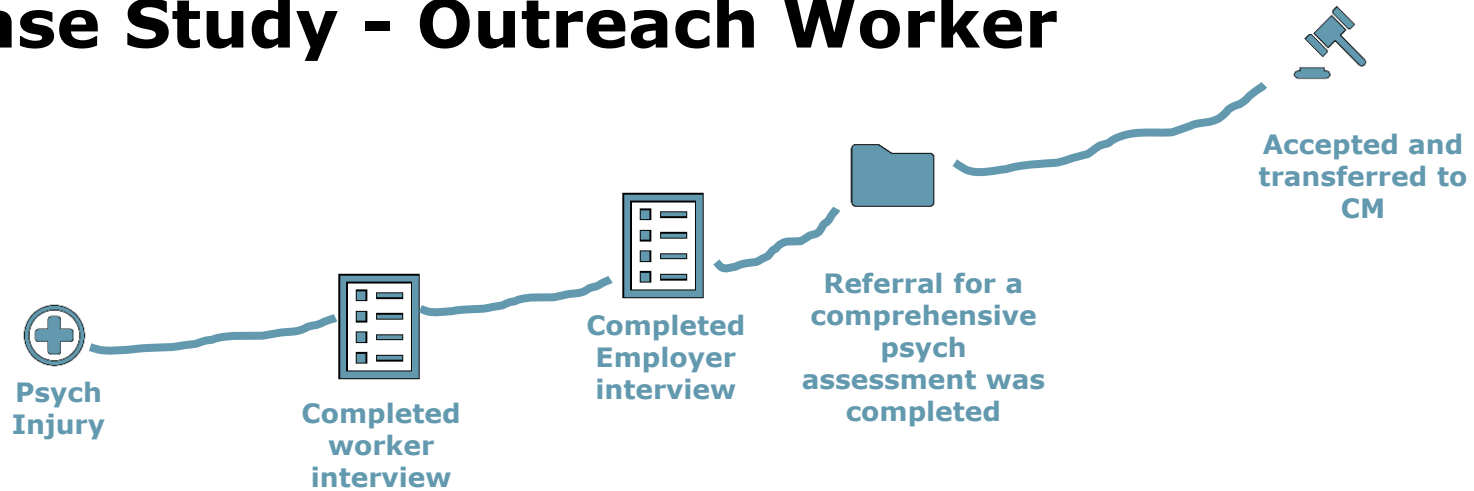 ase Study - Outreach Worker
Psych
Injury
Completed
worker
interview
Completed
Employer
interview
Referral for a
comprehensive
psych
assessment was
completed
Accepted and
transferred to
CM